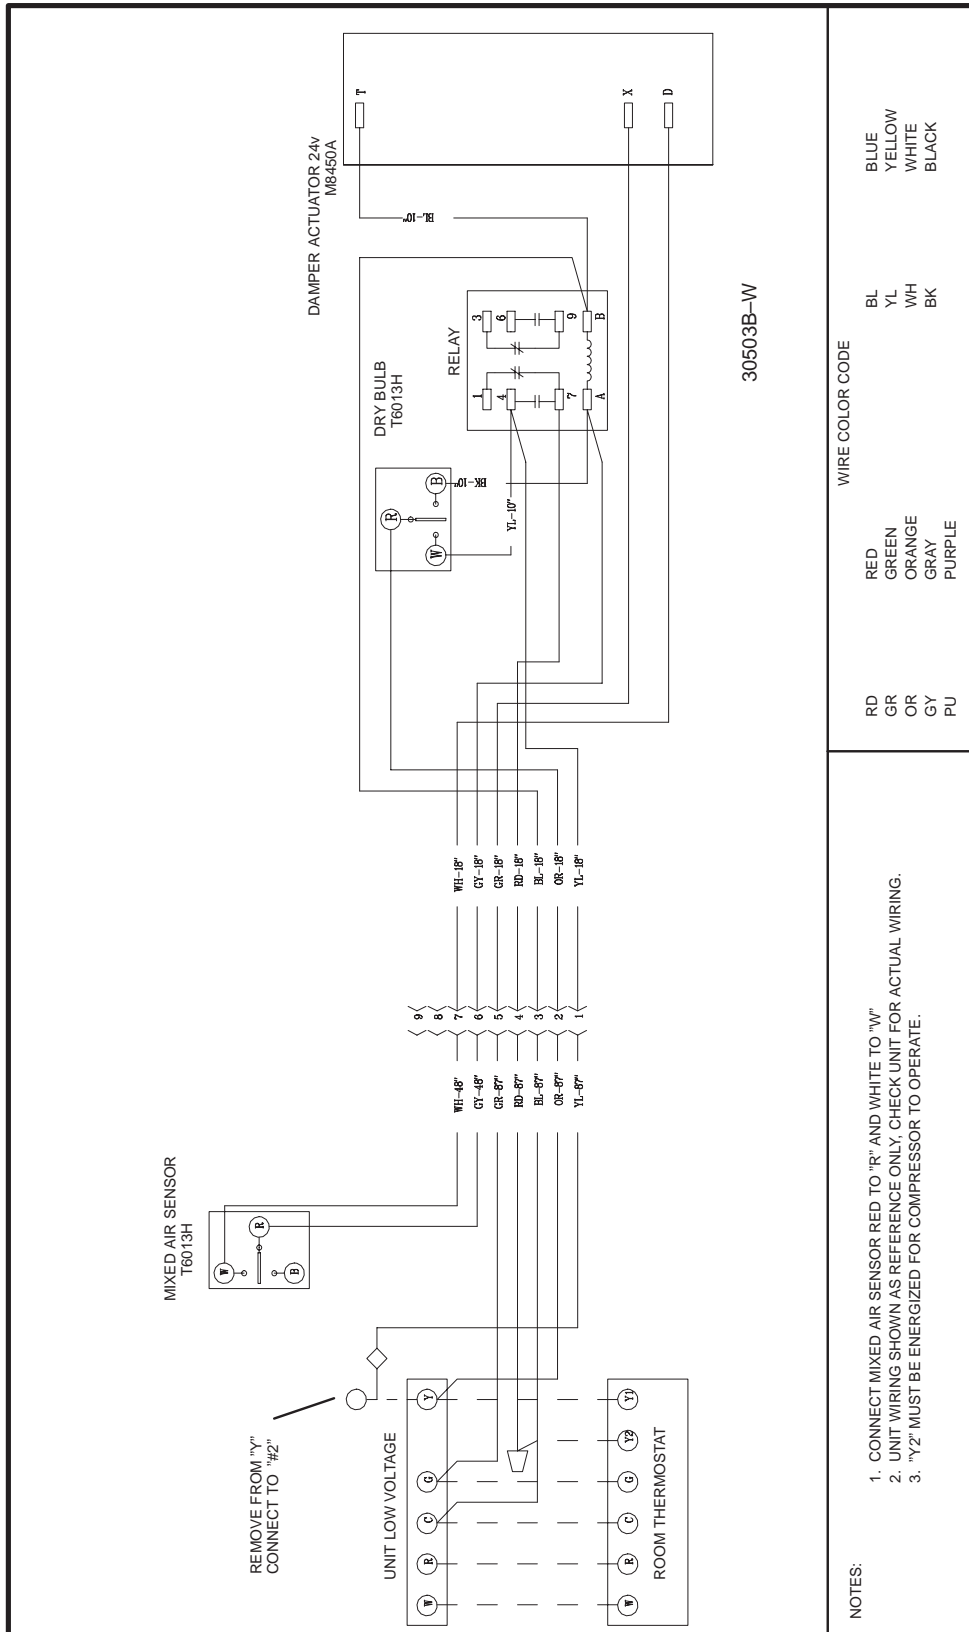 DAMPER ACTUATOR 24v
M8450A
T
X
D
BL-10"
DRY BULB
T6013H
R
W
B
BK-10"
YL-10"
RELAY
1
3
4
6
7
9
A
B
30503B–W
WH-18"
GY-18"
GR-18"
RD-18"
BL-18"
OR-18"
YL-18"
9
8
7
6
5
4
3
2
1
WH-48"
GY-48"
GR-87"
RD-87"
BL-87"
OR-87"
YL-87"
MIXED AIR SENSOR
T6013H
W
R
B
REMOVE FROM "Y"
CONNECT TO "#2"
UNIT LOW VOLTAGE
W
R
C
G
Y
ROOM THERMOSTAT
W
R
C
G
Y2
Y1
NOTES:
1. CONNECT MIXED AIR SENSOR RED TO "R" AND WHITE TO "W"
2. UNIT WIRING SHOWN AS REFERENCE ONLY, CHECK UNIT FOR ACTUAL WIRING.
3. "Y2" MUST BE ENERGIZED FOR COMPRESSOR TO OPERATE.
WIRE COLOR CODE
RD RED BL BLUE
GR GREEN YL YELLOW
OR ORANGE WH WHITE
GY GRAY BK BLACK
PU PURPLE